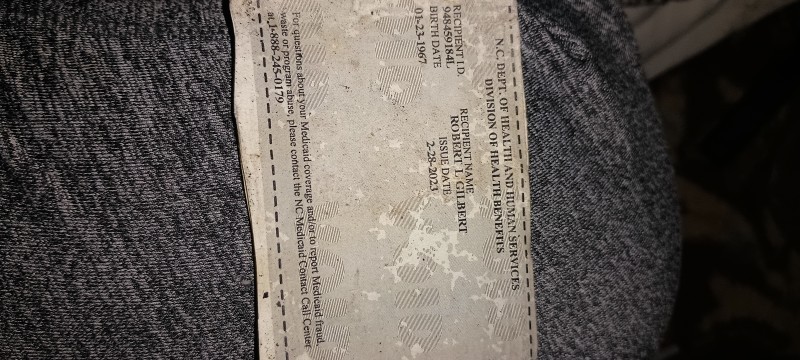 N.C. DEPT. OF HEALTH AND HUMAN SERVICES
DIVISION OF HEALTH BENEFITS
RECIPIENT I.D. RECIPIENT NAME
948459184L ROBERT L GILBERT
BIRTH DATE ISSUE DATE
01-23-1967 2-28-2023
For questions about your Medicaid coverage and/or to report Medicaid fraud,
waste or program abuse, please contact the NC Medicaid Contact Call Center
at 1-888-245-0179